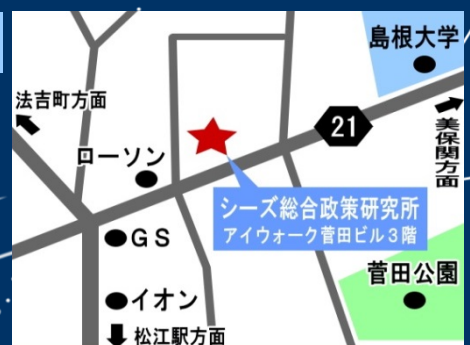 島根大学
法吉町方面
美保関方面
21
ローソン
シーズ総合政策研究所
アイウォーク菅田ビル3階
GS
菅田公園
イオン
松江駅方面